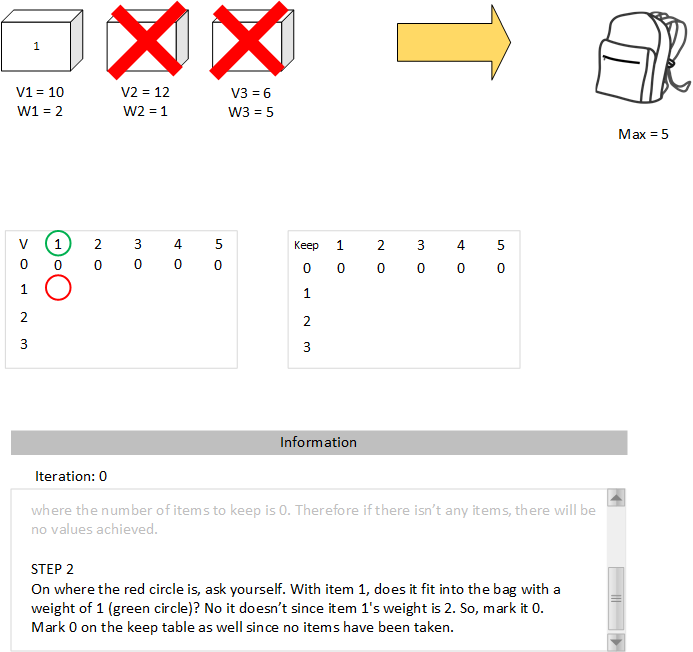 1
V1 = 10
W1 = 2
V2 = 12
W2 = 1
V3 = 6
W3 = 5
Max = 5
V 1 2 3 4 5
0 0 0 0 0 0
1
2
3
Keep 1 2 3 4 5
0 0 0 0 0 0
1
2
3
Information
Iteration: 0
where the number of items to keep is 0. Therefore if there isn't any items, there will be
no values achieved.
STEP 2
On where the red circle is, ask yourself. With item 1, does it fit into the bag with a
weight of 1 (green circle)? No it doesn't since item 1's weight is 2. So, mark it 0.
Mark 0 on the keep table as well since no items have been taken.